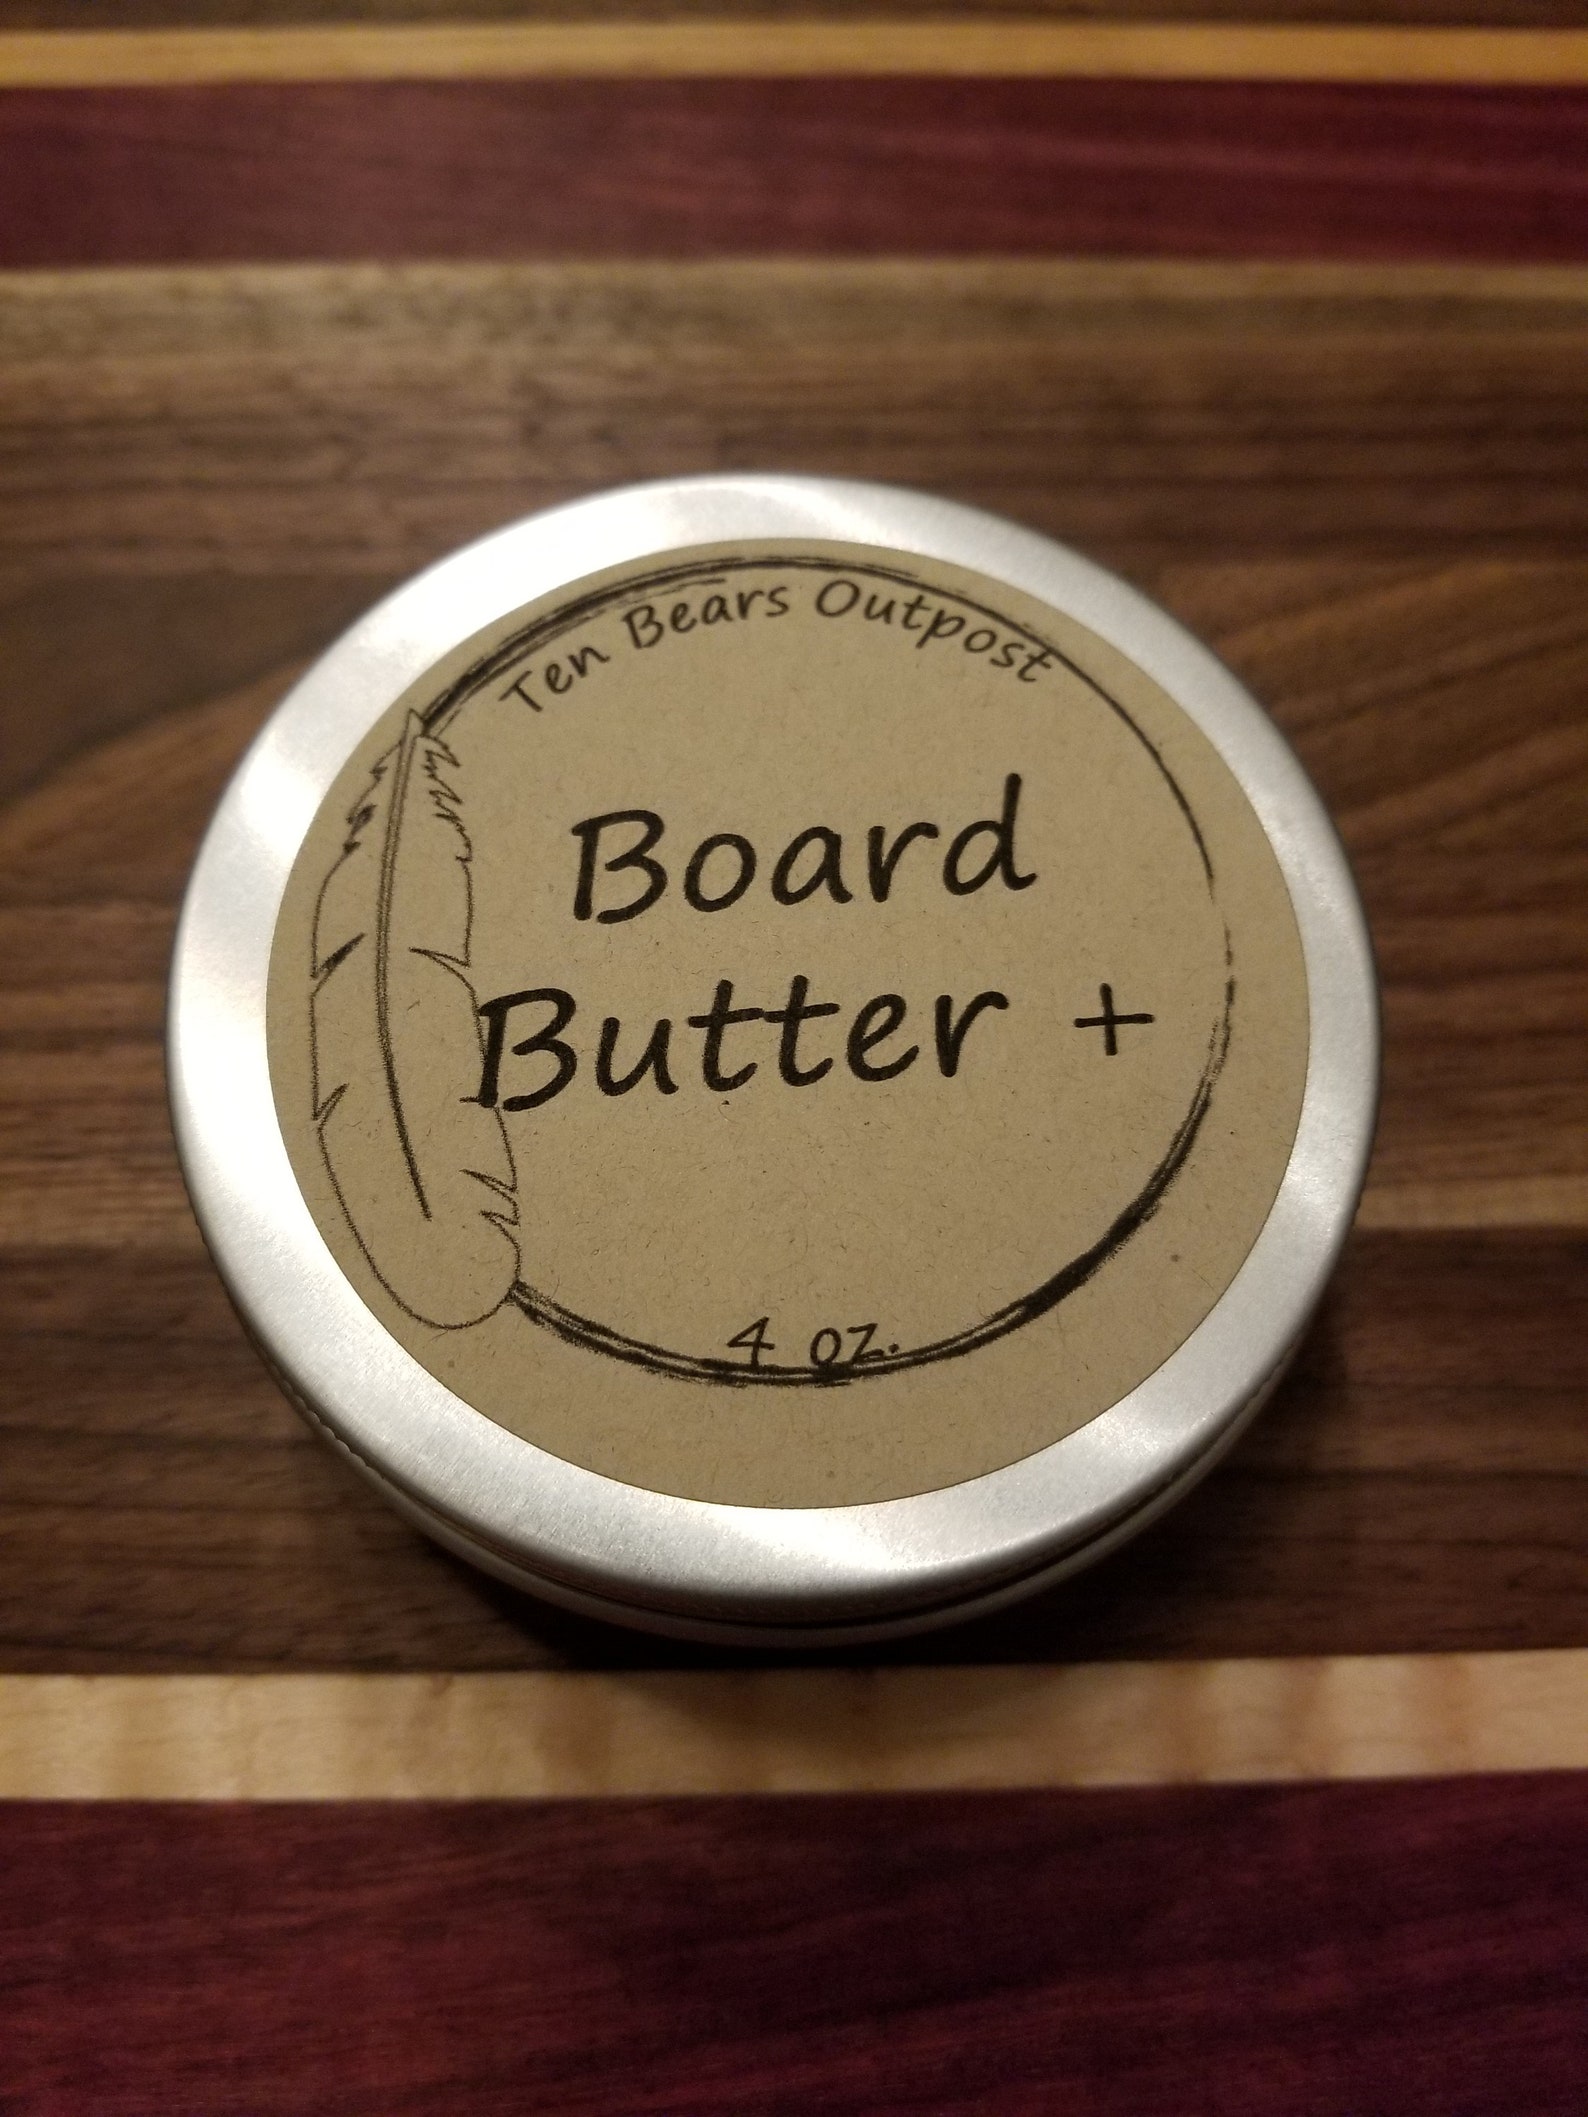 Ten Bears Outpost
Board
Butter +
4 oz.